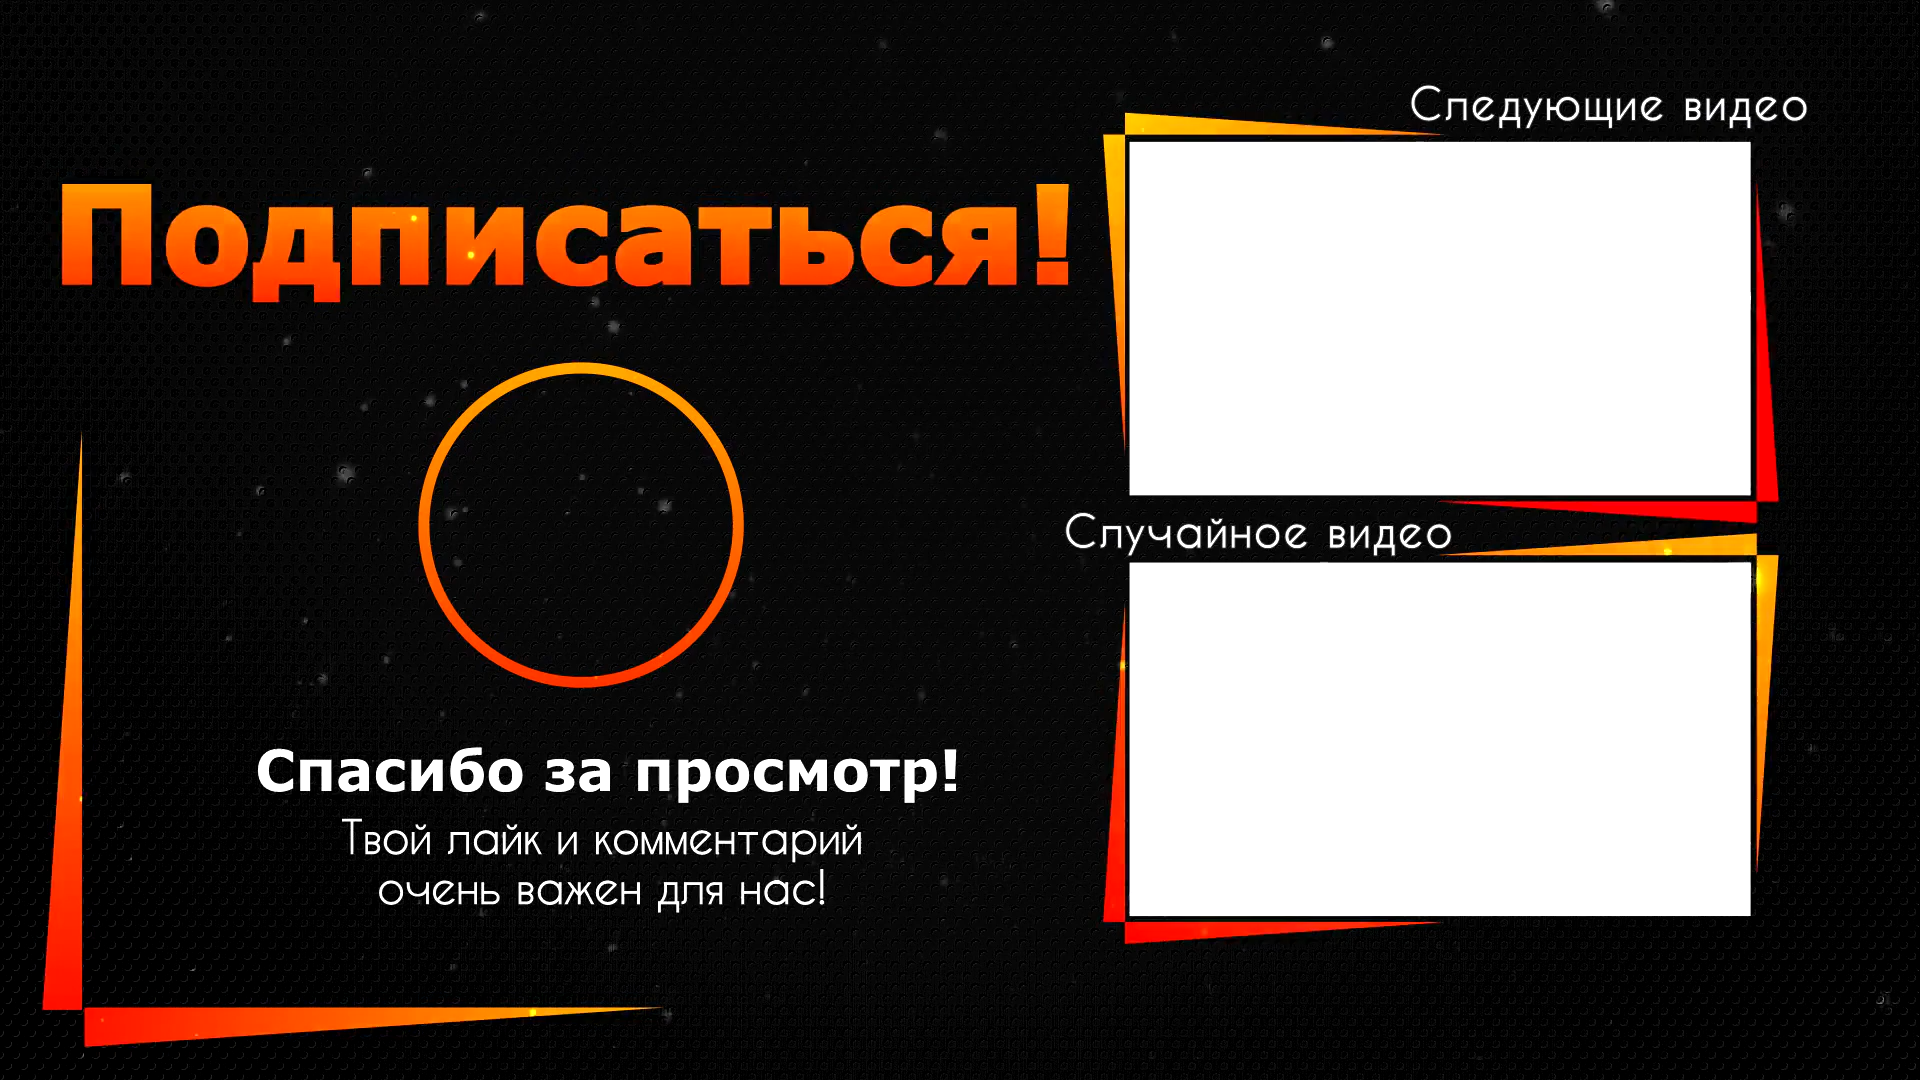 Подписаться!
Спасибо за просмотр!
Твой лайк и комментарий
очень важен для нас!
Следующие видео
Случайное видео